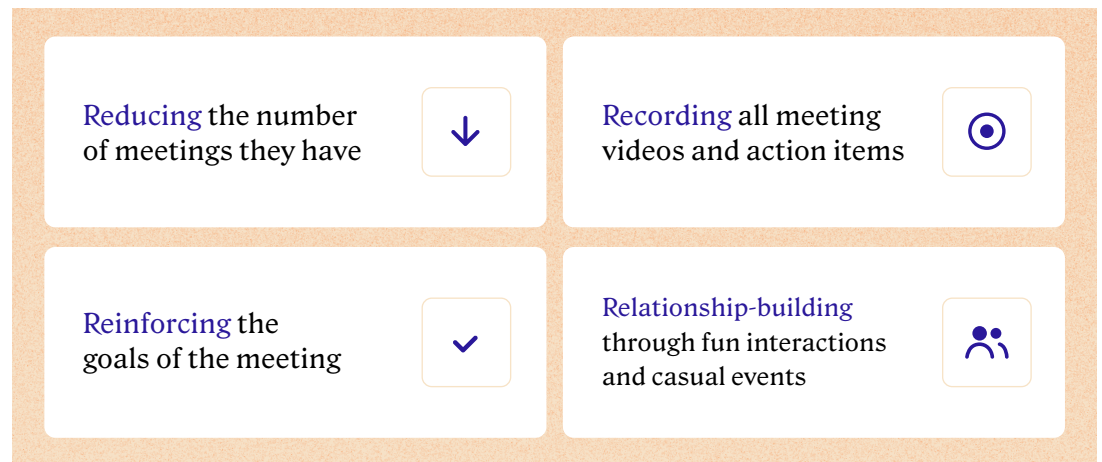 Reducing the number
of meetings they have
Recording all meeting
videos and action items
Reinforcing the
goals of the meeting
Relationship-building
through fun interactions
and casual events